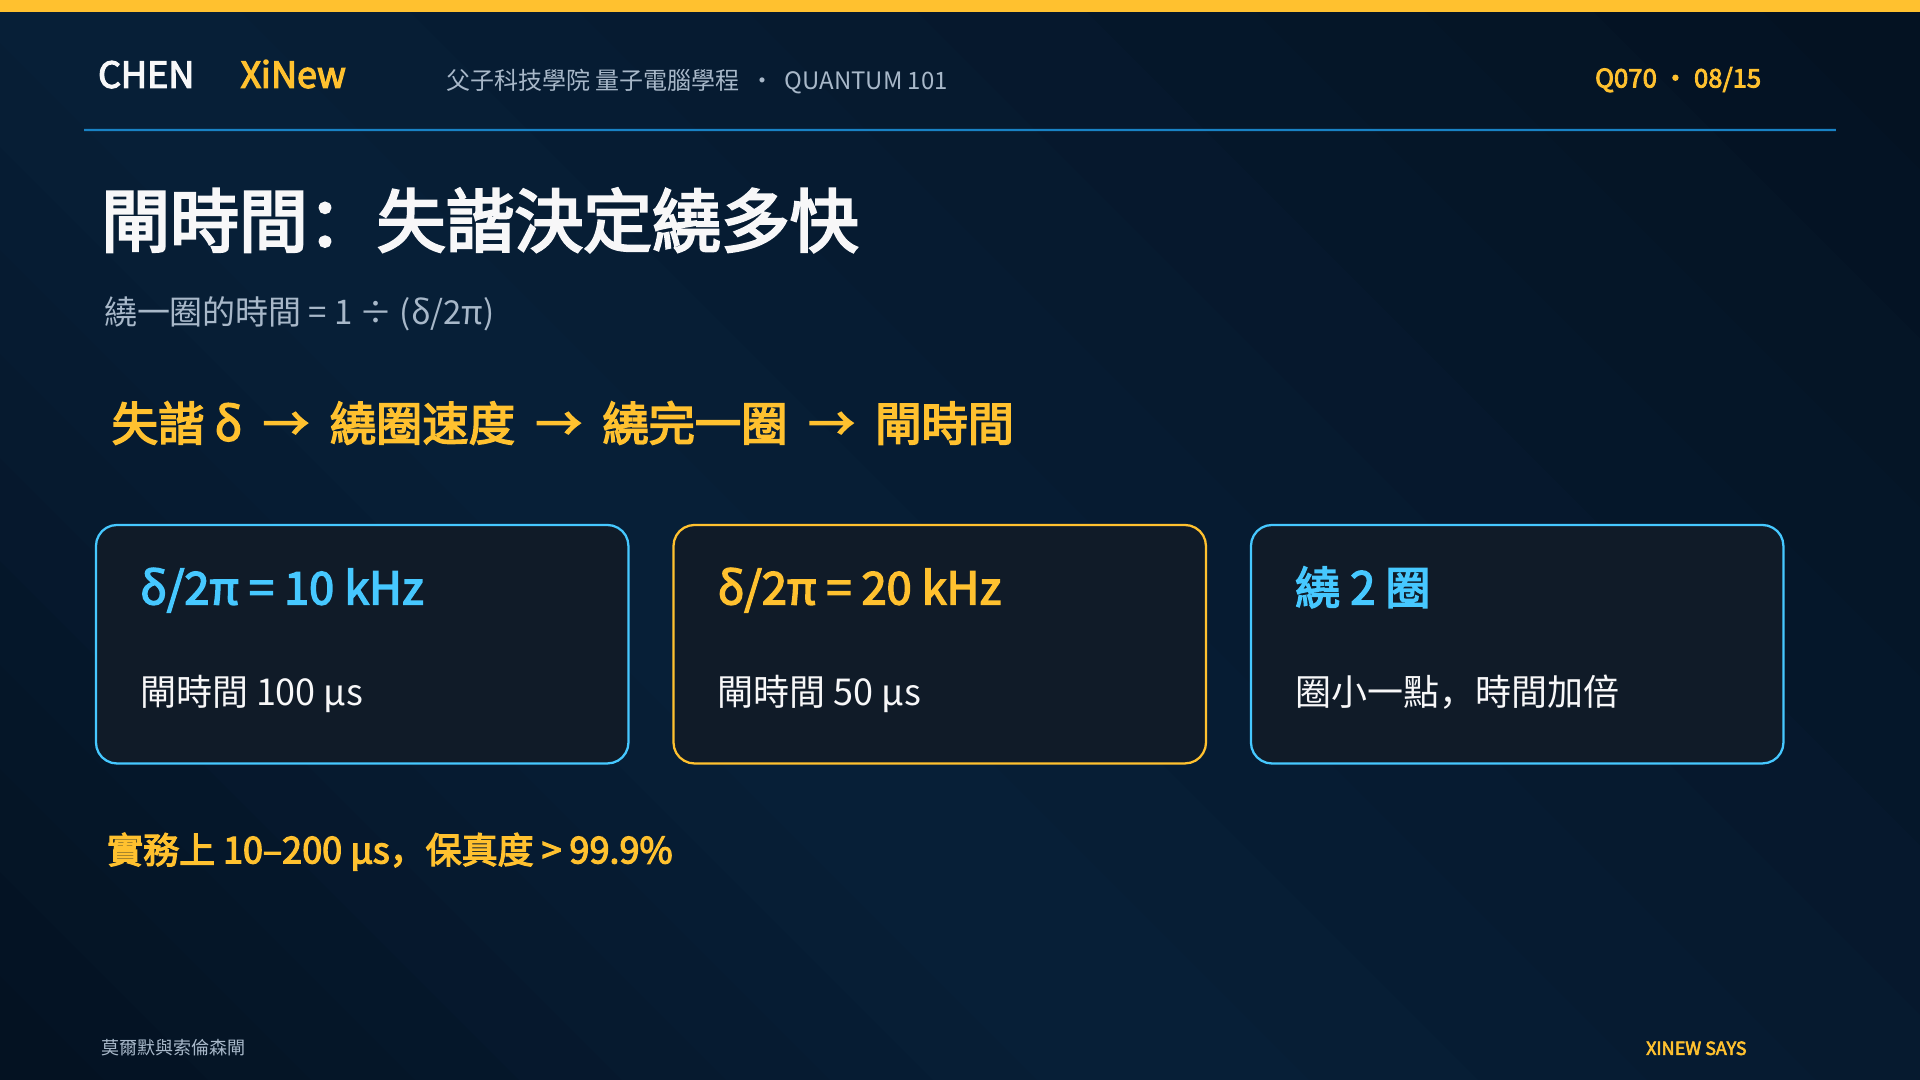 CHEN XiNew 父子科技學院 量子電腦學程 · QUANTUM 101 Q070 · 08/15
閘時間：失諧決定繞多快
繞一圈的時間 = 1 ÷ (δ/2π)
失諧 δ → 繞圈速度 → 繞完一圈 → 閘時間
δ/2π = 10 kHz
閘時間 100 μs
δ/2π = 20 kHz
閘時間 50 μs
繞 2 圈
圈小一點，時間加倍
實務上 10–200 μs，保真度 > 99.9%
莫爾默與索倫森閘 XINEW SAYS